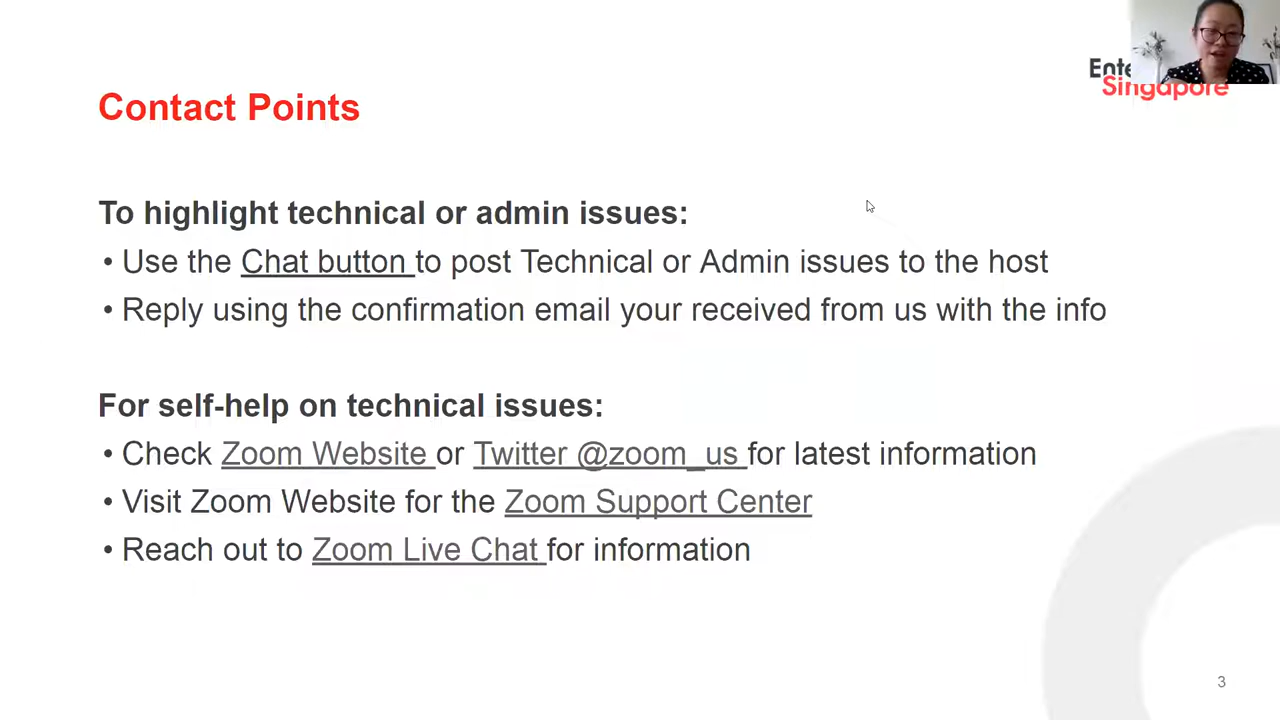 Singapore
Contact Points
To highlight technical or admin issues:
• Use the Chat button to post Technical or Admin issues to the host
• Reply using the confirmation email your received from us with the info
For self-help on technical issues:
• Check Zoom Website or Twitter @zoom_us for latest information
• Visit Zoom Website for the Zoom Support Center
• Reach out to Zoom Live Chat for information
3